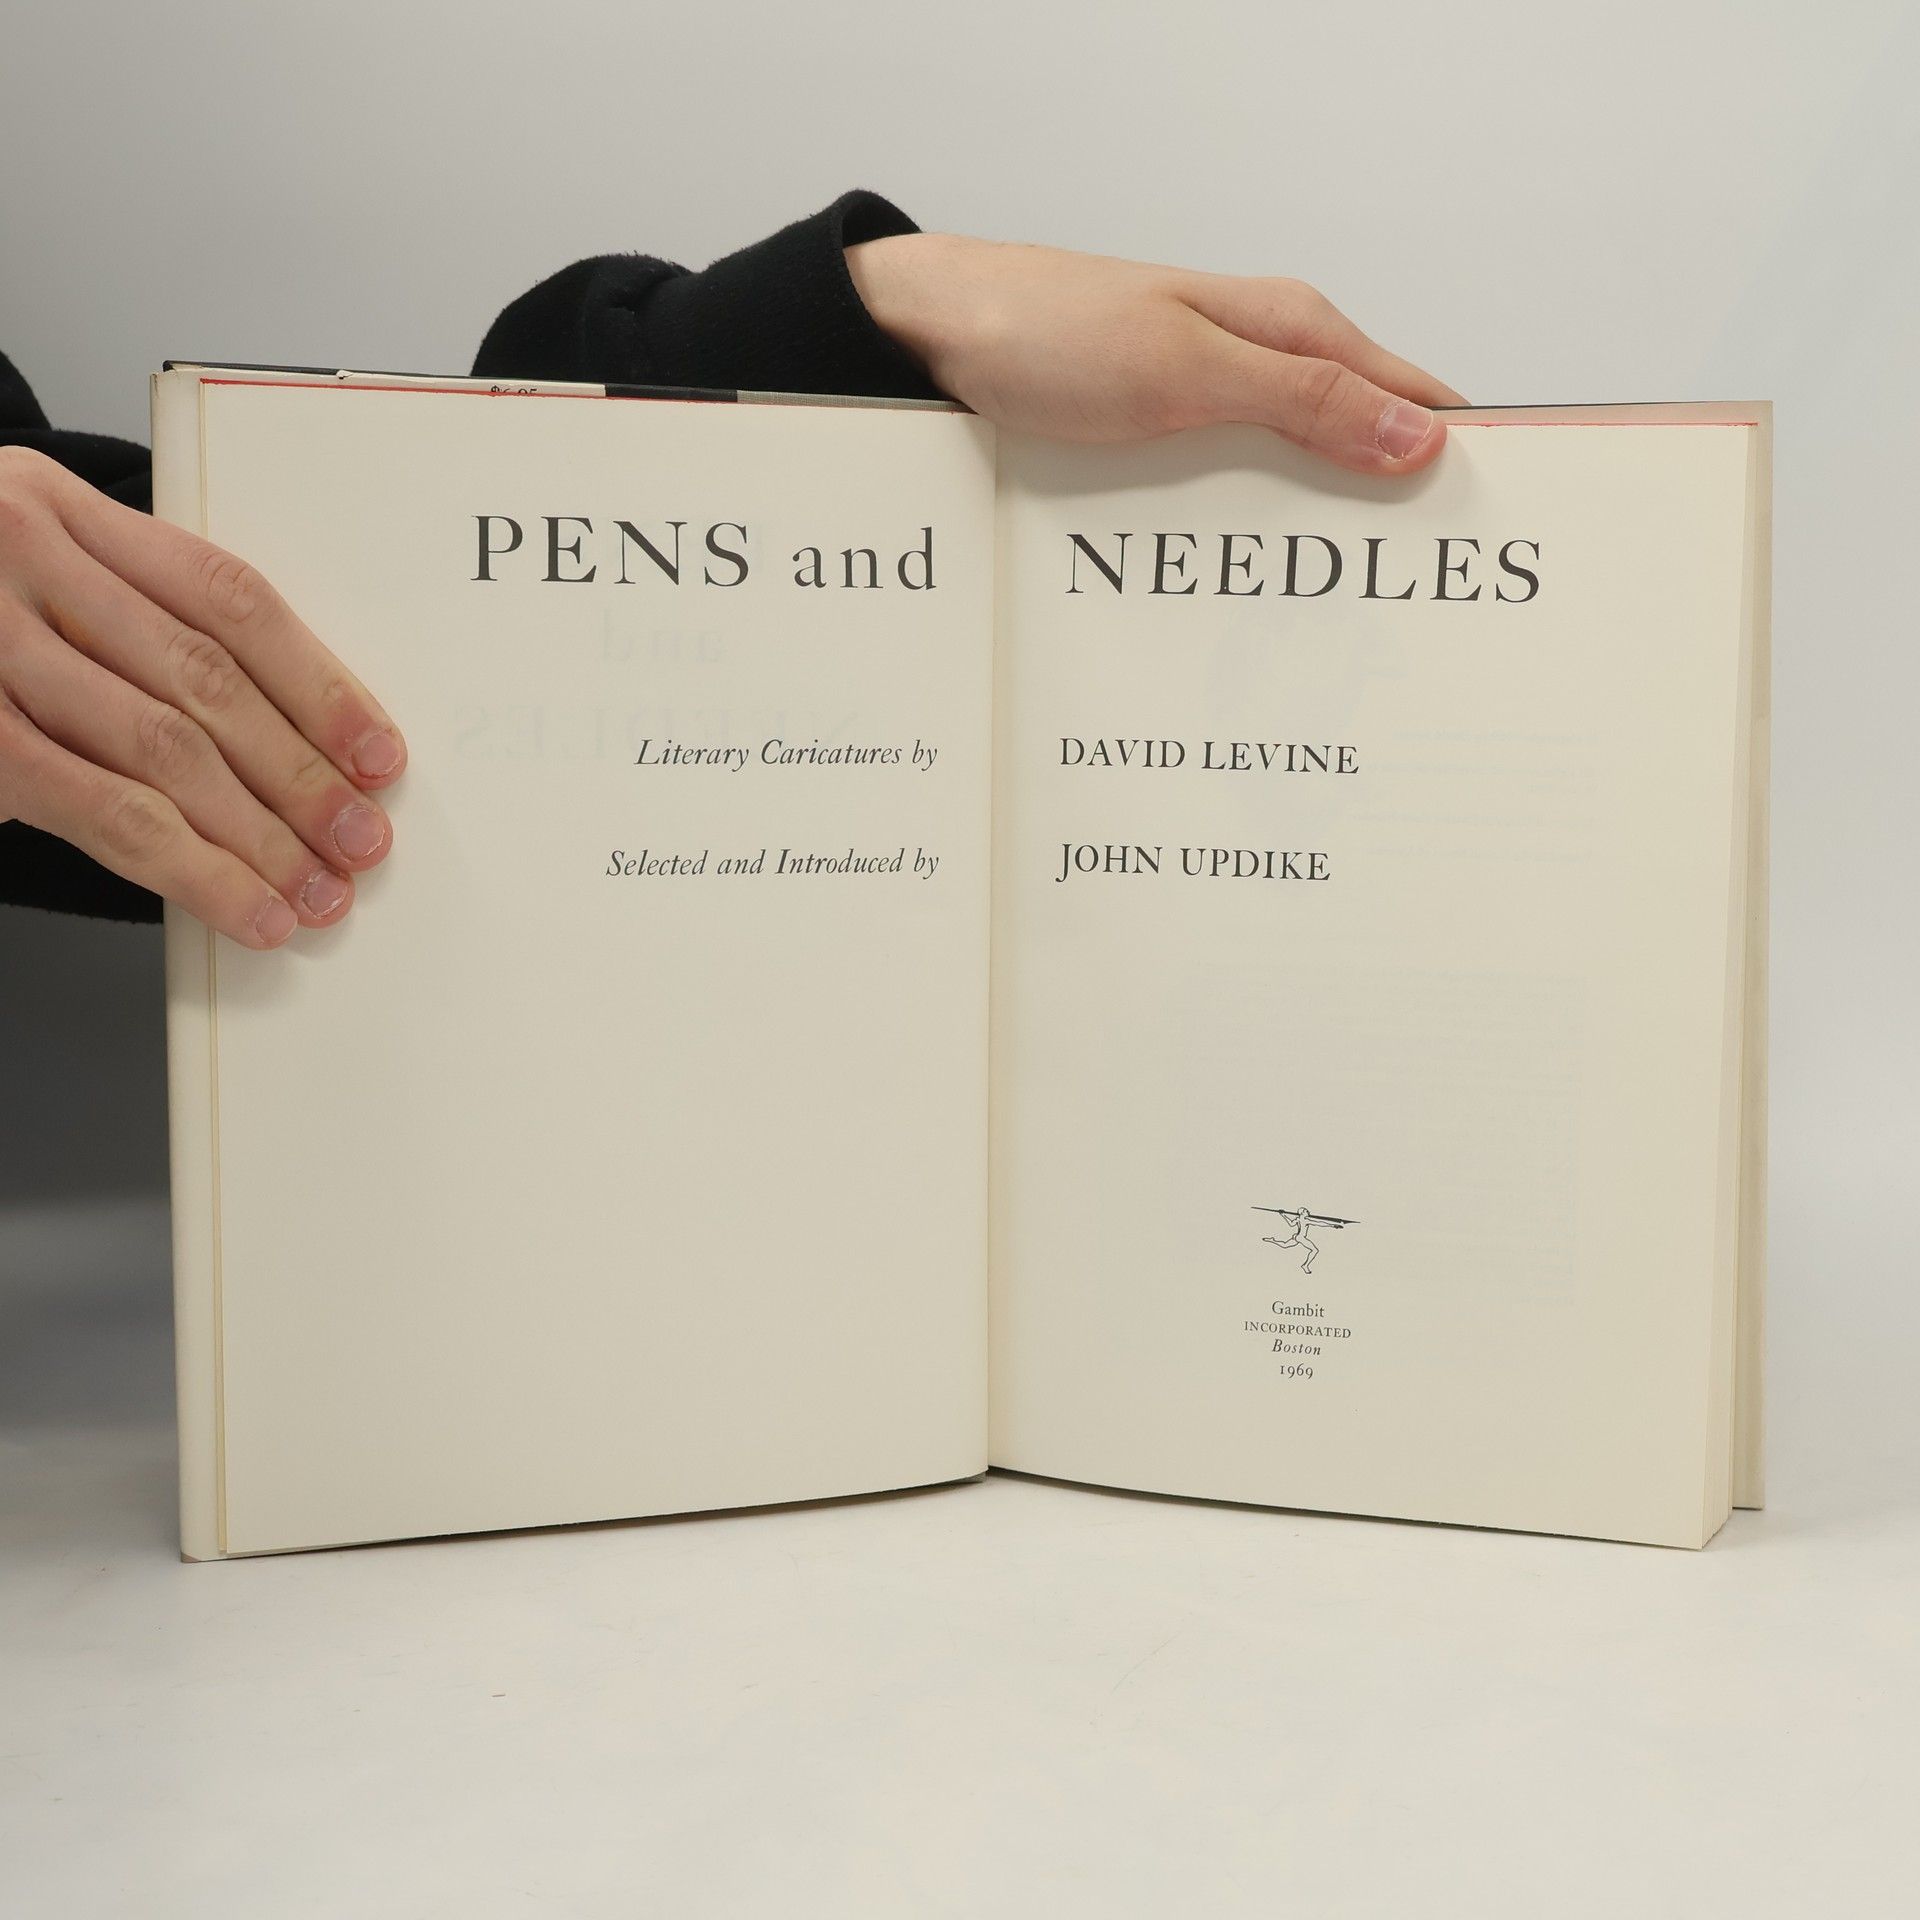 PENS and NEEDLES
Literary Caricatures by DAVID LEVINE
Selected and Introduced by JOHN UPDIKE
Gambit
INCORPORATED
Boston
1969